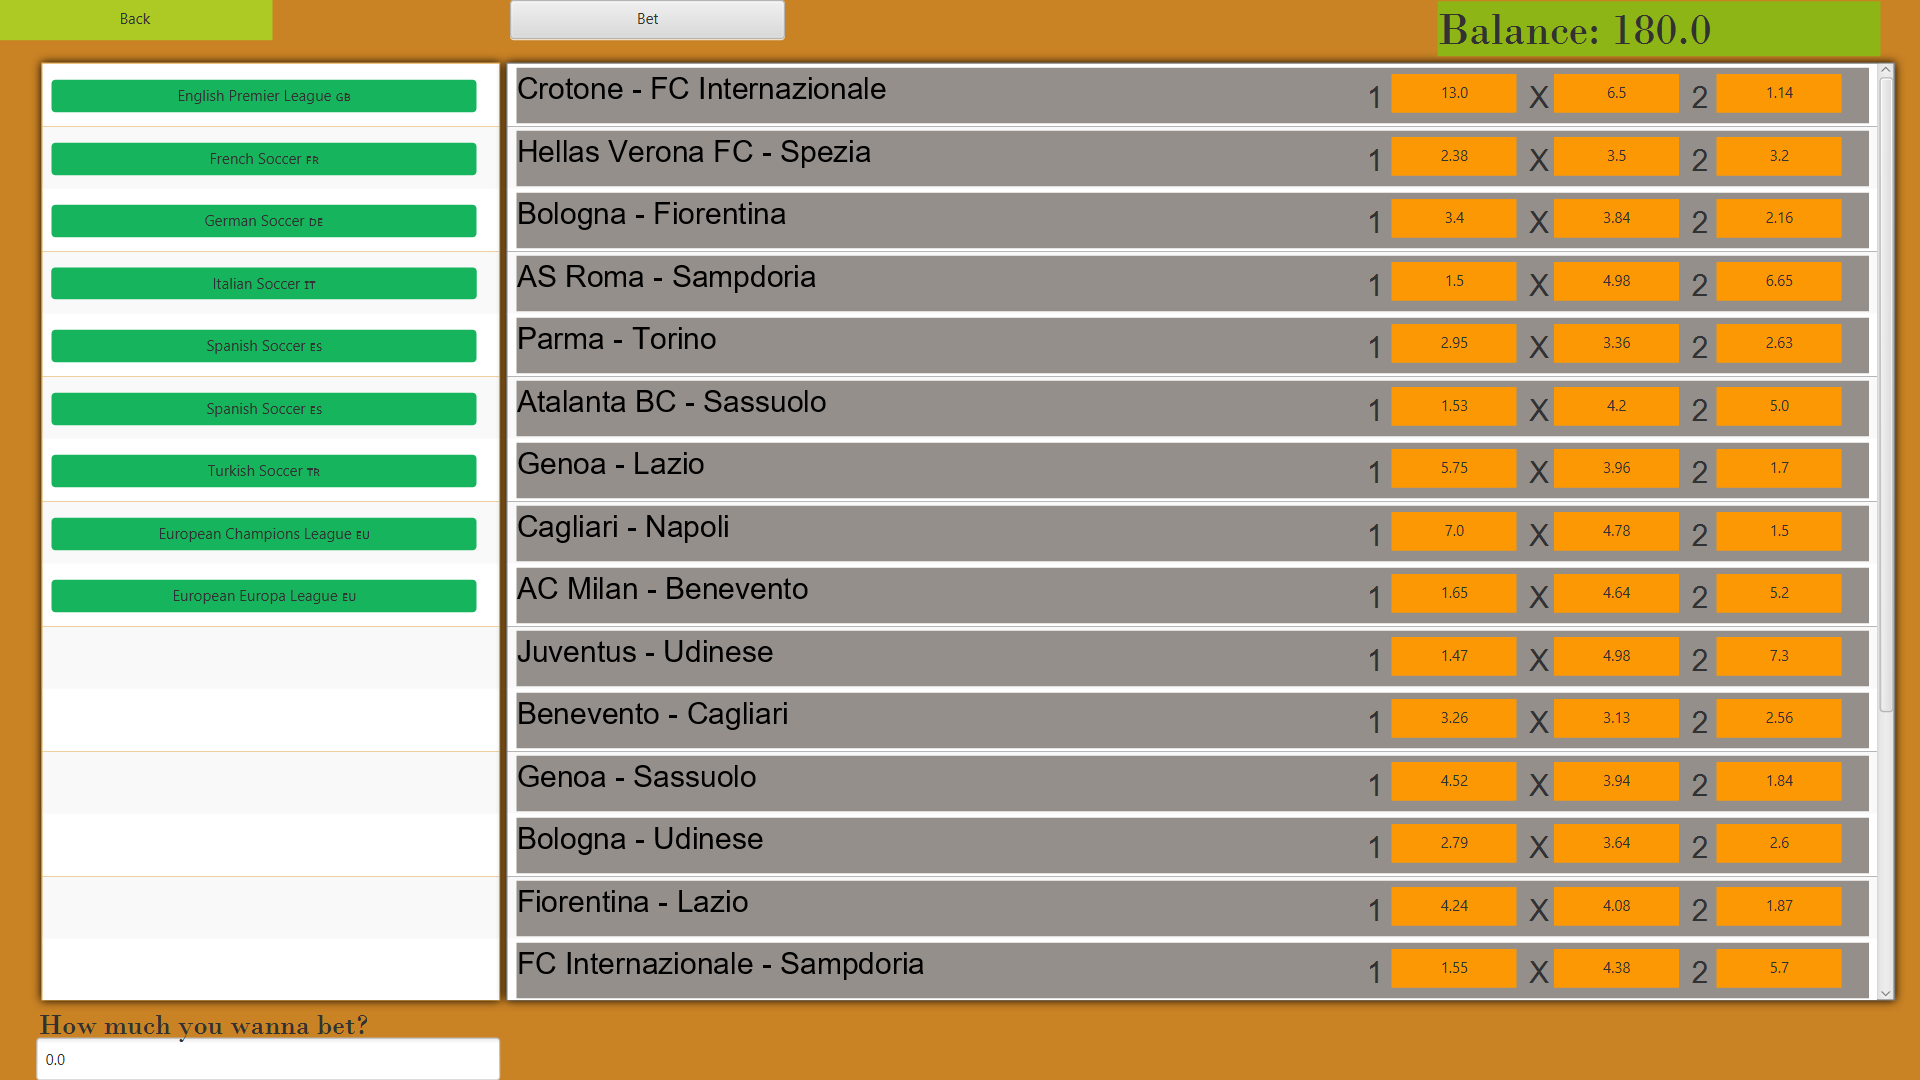 Back
Bet
Balance: 180.0
English Premier League GB
French Soccer FR
German Soccer DE
Italian Soccer IT
Spanish Soccer ES
Spanish Soccer ES
Turkish Soccer TR
European Champions League EU
European Europa League EU
Crotone - FC Internazionale 1 13.0 X 6.5 2 1.14
Hellas Verona FC - Spezia 1 2.38 X 3.5 2 3.2
Bologna - Fiorentina 1 3.4 X 3.84 2 2.16
AS Roma - Sampdoria 1 1.5 X 4.98 2 6.65
Parma - Torino 1 2.95 X 3.36 2 2.63
Atalanta BC - Sassuolo 1 1.53 X 4.2 2 5.0
Genoa - Lazio 1 5.75 X 3.96 2 1.7
Cagliari - Napoli 1 7.0 X 4.78 2 1.5
AC Milan - Benevento 1 1.65 X 4.64 2 5.2
Juventus - Udinese 1 1.47 X 4.98 2 7.3
Benevento - Cagliari 1 3.26 X 3.13 2 2.56
Genoa - Sassuolo 1 4.52 X 3.94 2 1.84
Bologna - Udinese 1 2.79 X 3.64 2 2.6
Fiorentina - Lazio 1 4.24 X 4.08 2 1.87
FC Internazionale - Sampdoria 1 1.55 X 4.38 2 5.7
How much you wanna bet?
0.0